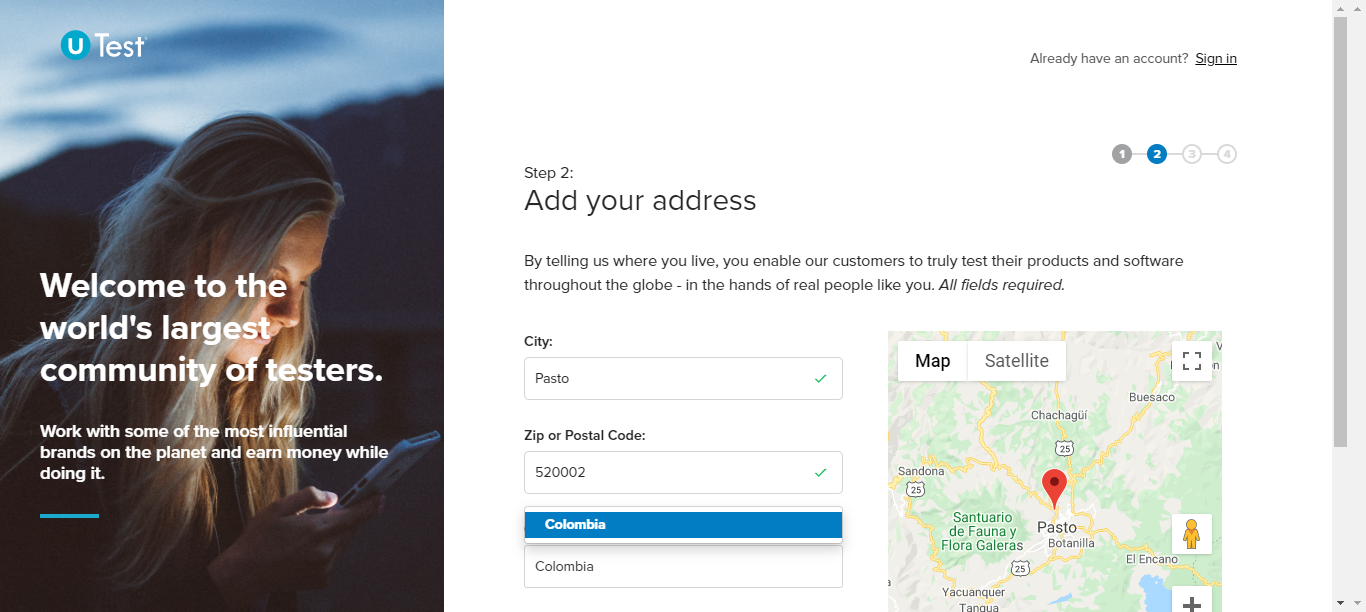 U Test
Already have an account? Sign in
1 2 3 4
Step 2:
Add your address
By telling us where you live, you enable our customers to truly test their products and software
throughout the globe - in the hands of real people like you. All fields required.
Welcome to the
world's largest
community of testers.
Work with some of the most influential
brands on the planet and earn money while
doing it.
City:
Pasto
Zip or Postal Code:
520002
Colombia
Colombia
Map Satellite
Buesaco
Chachagüí
25
Sandona
25
Santuario
de Fauna y
Flora Galeras
Pasto
Botanilla
El Encano
25
Yacuanquer
Tangua